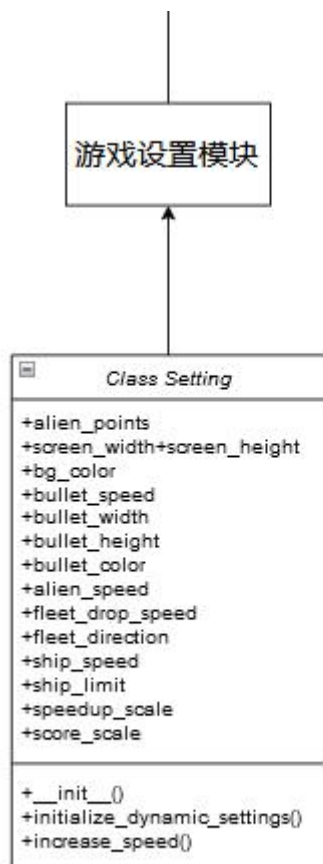 游戏设置模块
Class Setting
+alien_points
+screen_width+screen_height
+bg_color
+bullet_speed
+bullet_width
+bullet_height
+bullet_color
+alien_speed
+fleet_drop_speed
+fleet_direction
+ship_speed
+ship_limit
+speedup_scale
+score_scale
+__init__()
+initialize_dynamic_settings()
+increase_speed()